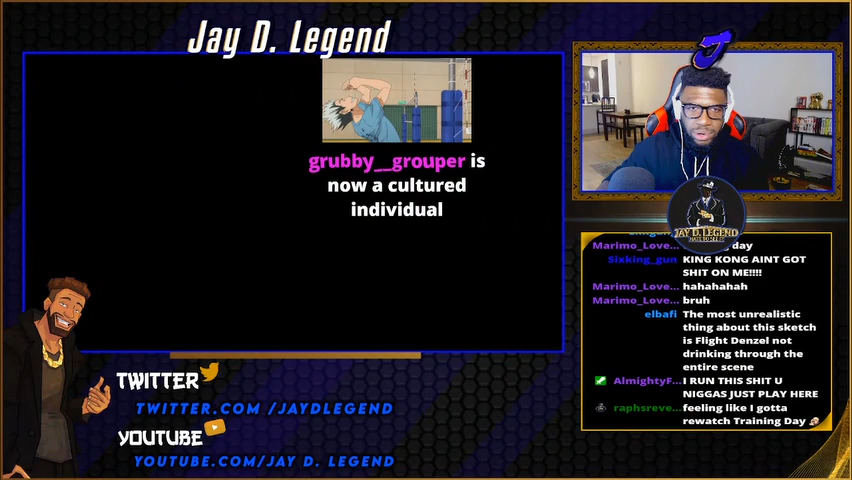 Jay D. Legend
grubby__grouper is
now a cultured
individual
J
JAY D. LEGEND
Marimo_Love... day
Sixking_gun KING KONG AINT GOT
SHIT ON ME!!!!
Marimo_Love... hahahahah
Marimo_Love... bruh
elbafi The most unrealistic
thing about this sketch
is Flight Denzel not
drinking through the
entire scene
AlmightyF... I RUN THIS SHIT U
NIGGAS JUST PLAY HERE
raphsreve... feeling like I gotta
rewatch Training Day
TWITTER
TWITTER.COM /JAYDLEGEND
YOUTUBE
YOUTUBE.COM/JAY D. LEGEND